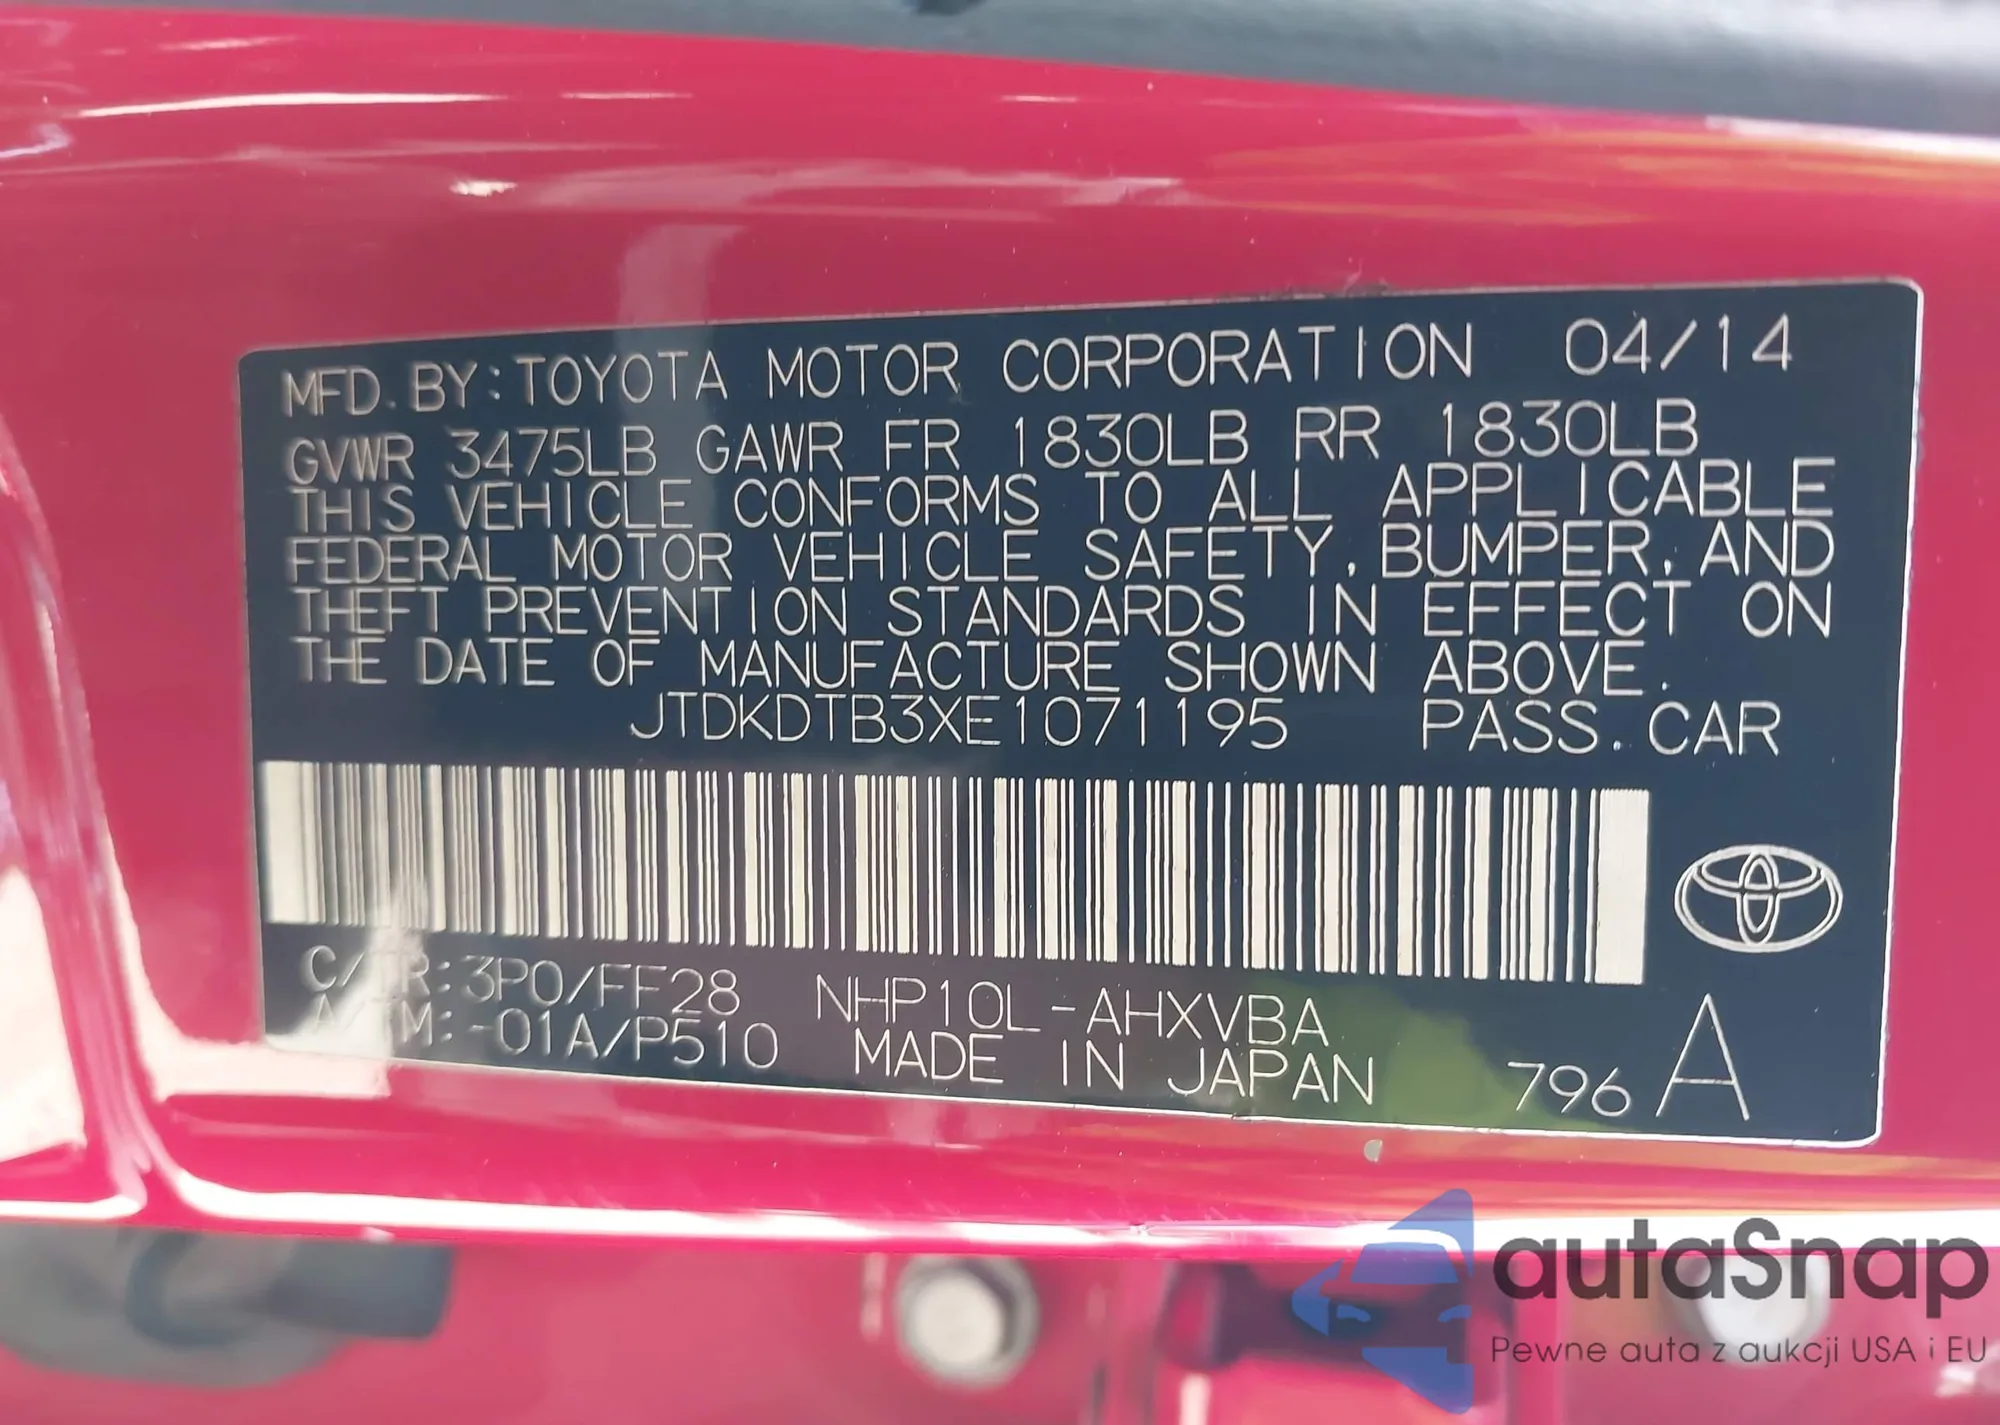 MFD. BY: TOYOTA MOTOR CORPORATION 04/14
GVWR 3475LB GAWR FR 1830LB RR 1830LB
THIS VEHICLE CONFORMS TO ALL APPLICABLE
FEDERAL MOTOR VEHICLE SAFETY, BUMPER, AND
THEFT PREVENTION STANDARDS IN EFFECT ON
THE DATE OF MANUFACTURE SHOWN ABOVE.
JTDKDTB3XE1071195 PASS. CAR
C/TR:3P0/FF28 NHP10L-AHXVBA
A/TM:-01A/P510 MADE IN JAPAN 796 A
autaSnap
Pewne auta z aukcji USA i EU